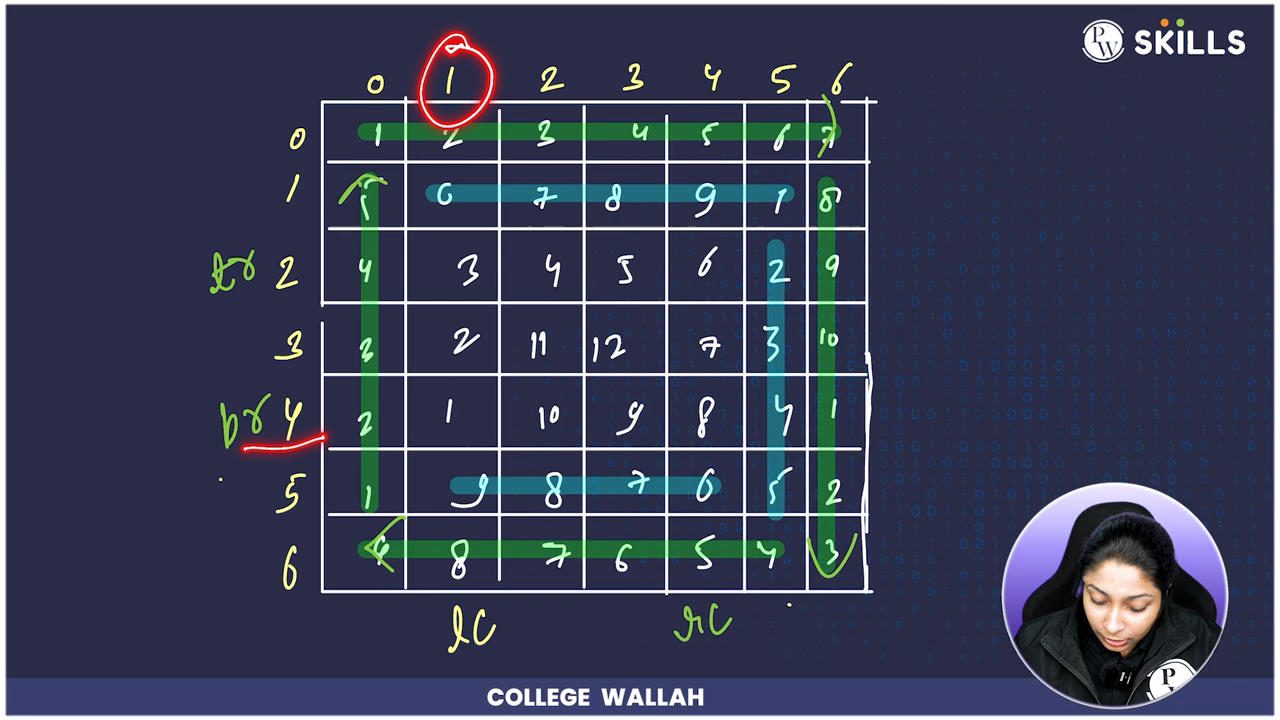 PW SKILLS
0 1 2 3 4 5 6
0 1 2 3 4 5 6 7
1 5 6 7 8 9 1 8
tr 2 4 3 4 5 6 2 9
3 3 2 11 12 7 3 10
br 4 2 1 10 9 8 4 1
5 1 9 8 7 6 5 2
6 8 7 6 5 4 3
lc rc
PW
COLLEGE WALLAH